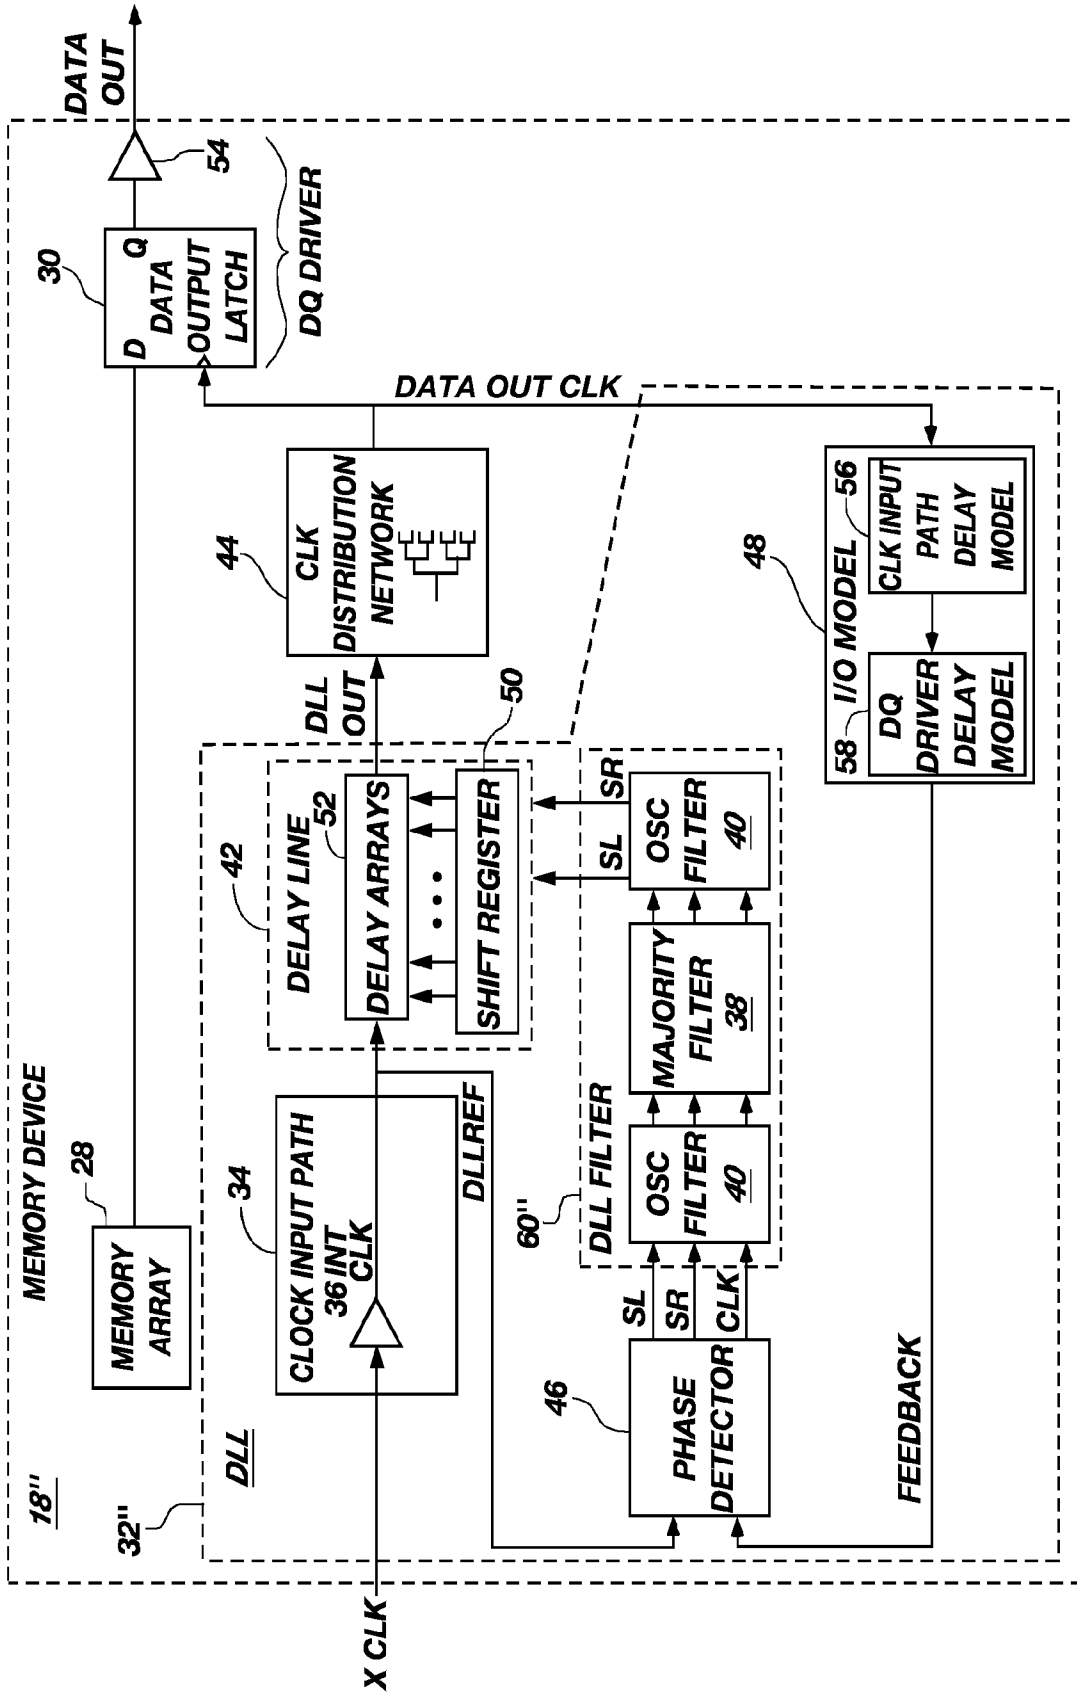 MEMORY DEVICE
18"
MEMORY
ARRAY
28
30
D
Q
DATA
OUTPUT
LATCH
54
DATA
OUT
DQ DRIVER
32"
DLL
X CLK
34
CLOCK INPUT PATH
36
INT
CLK
DLLREF
42
DELAY LINE
52
DELAY ARRAYS
SHIFT REGISTER
50
DLL
OUT
44
CLK
DISTRIBUTION
NETWORK
DATA OUT CLK
60"
DLL FILTER
46
PHASE
DETECTOR
SL
SR
CLK
OSC
FILTER
40
MAJORITY
FILTER
38
OSC
FILTER
40
SL
SR
48
I/O MODEL
58
DQ
DRIVER
DELAY
MODEL
56
CLK INPUT
PATH
DELAY
MODEL
FEEDBACK